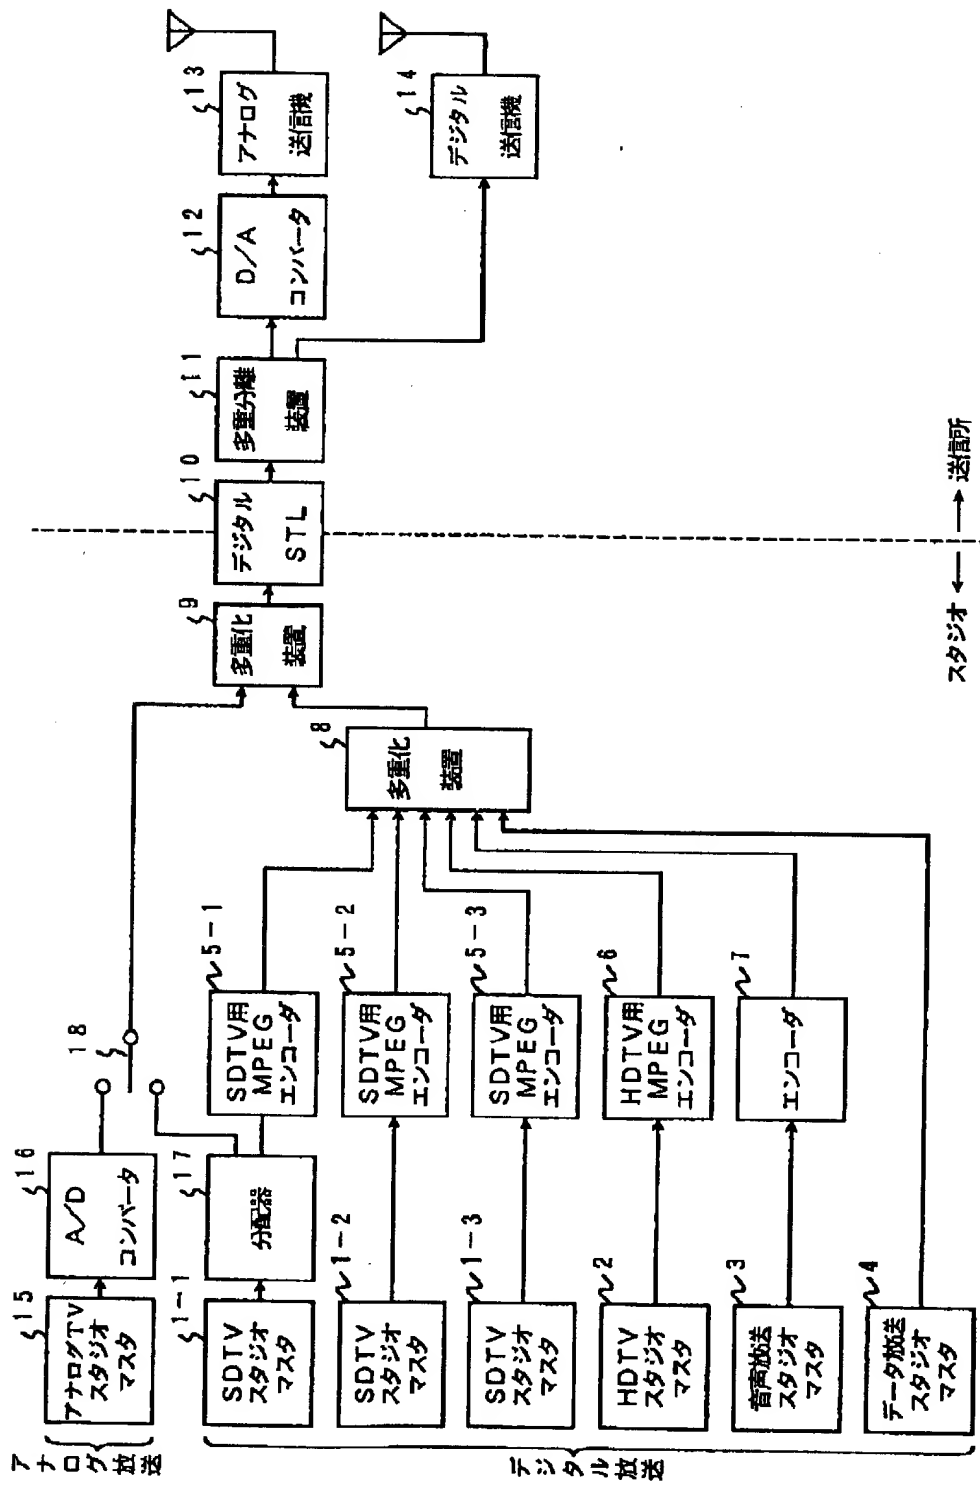 アナログ放送
15
アナログTV
スタジオ
マスタ
16
A/D
コンバータ
18
デジタル放送
1-1
SDTV
スタジオ
マスタ
17
分配器
5-1
SDTV用
MPEG
エンコーダ
1-2
SDTV
スタジオ
マスタ
5-2
SDTV用
MPEG
エンコーダ
1-3
SDTV
スタジオ
マスタ
5-3
SDTV用
MPEG
エンコーダ
2
HDTV
スタジオ
マスタ
6
HDTV用
MPEG
エンコーダ
3
音声放送
スタジオ
マスタ
7
エンコーダ
4
データ放送
スタジオ
マスタ
8
多重化
装置
9
多重化
装置
10
デジタル
STL
11
多重分離
装置
12
D/A
コンバータ
13
アナログ
送信機
14
デジタル
送信機
スタジオ ← → 送信所